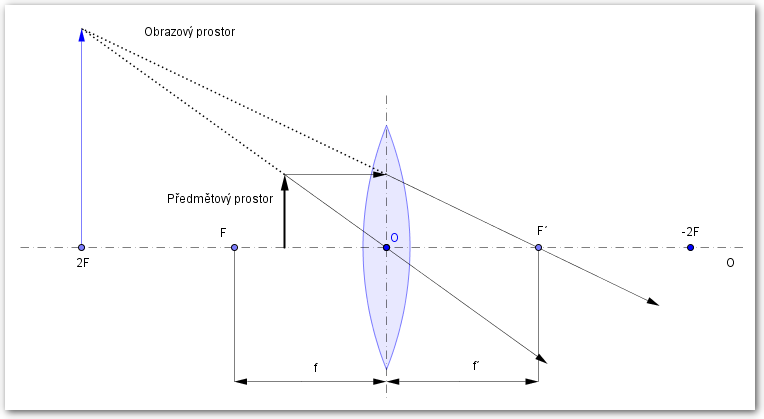 Obrazový prostor
Předmětový prostor
F
O
F´
-2F
2F
O
f
f´